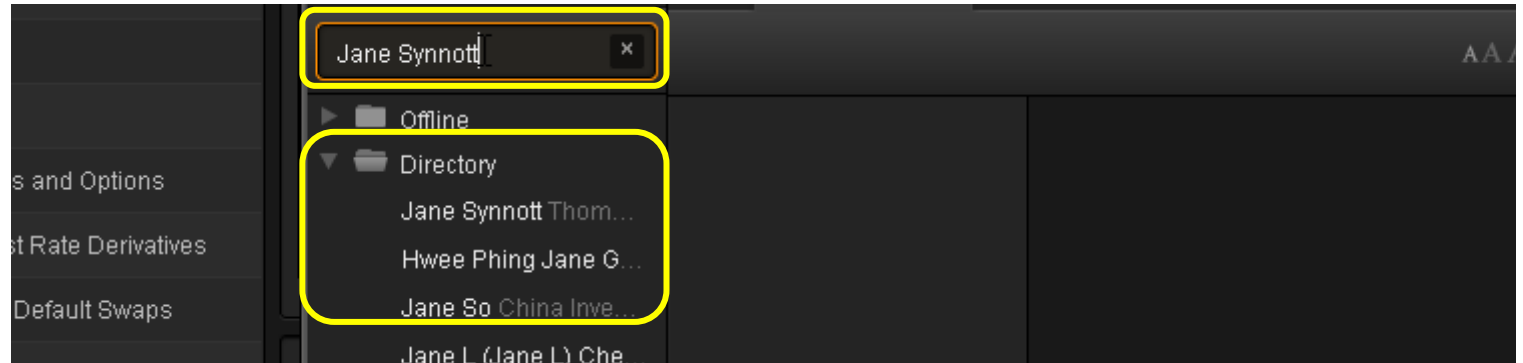 Jane Synnott ×
AA
Offline
Directory
s and Options
Jane Synnott Thom...
st Rate Derivatives
Hwee Phing Jane G...
Default Swaps
Jane So China Inve...
Jane L (Jane L) Che...